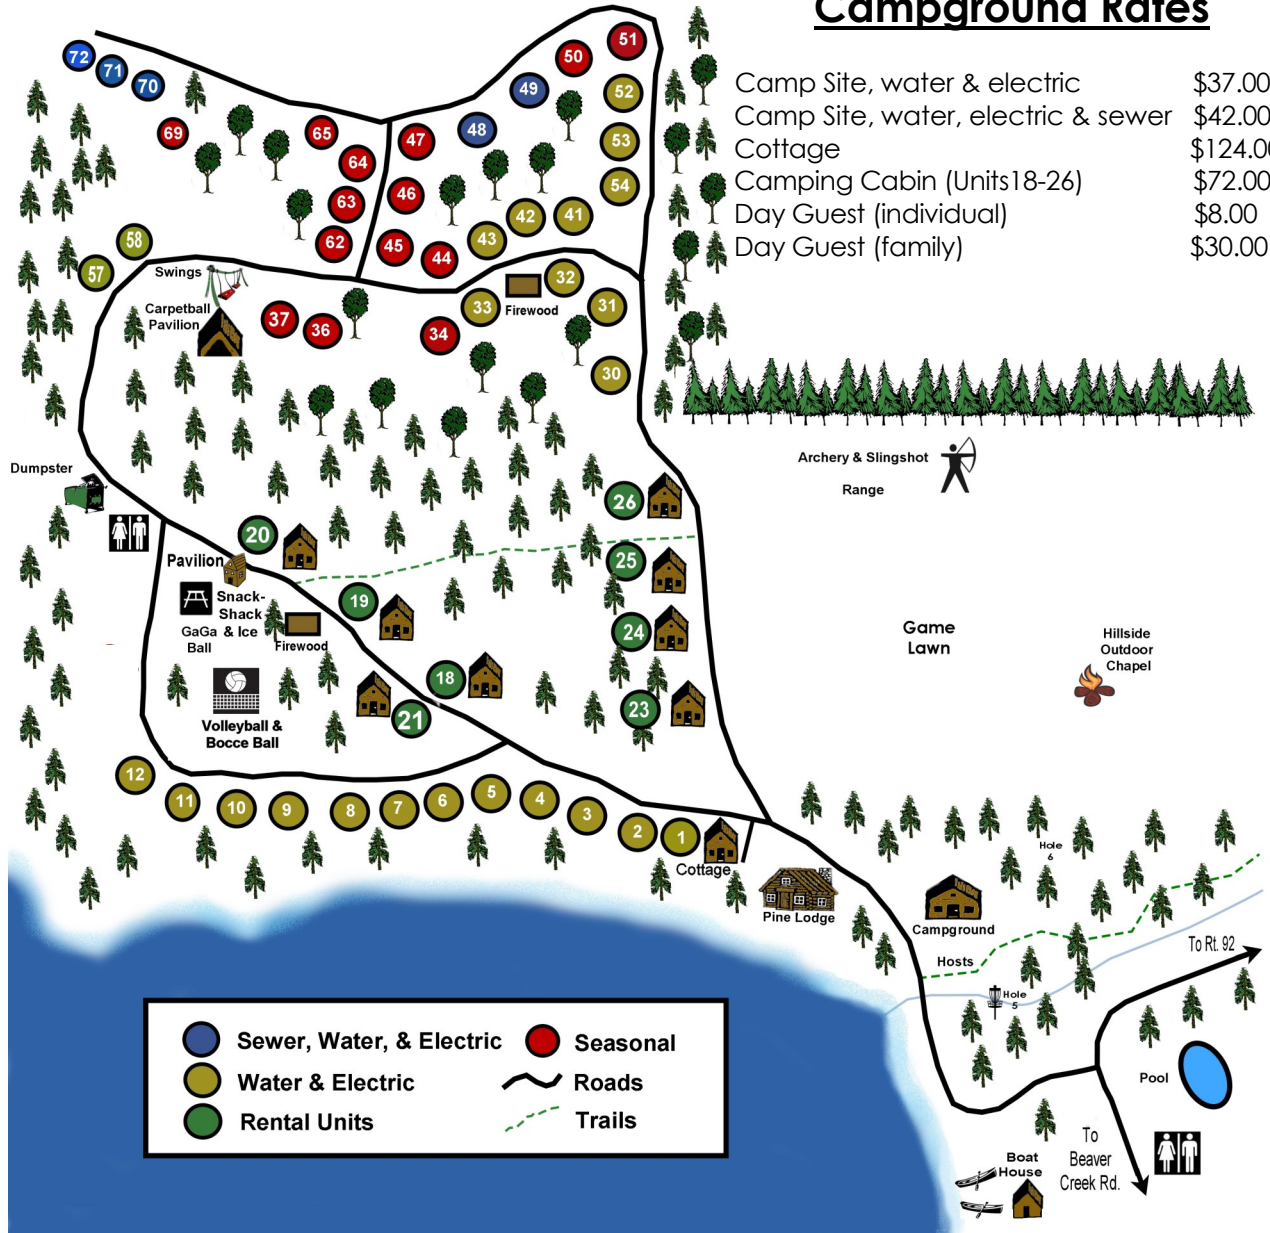 Campground Rates
Camp Site, water & electric $37.00
Camp Site, water, electric & sewer $42.00
Cottage $124.00
Camping Cabin (Units18-26) $72.00
Day Guest (individual) $8.00
Day Guest (family) $30.00
72
71
70
69
65
64
63
62
47
46
45
44
48
49
50
51
52
53
54
41
42
43
58
57
Swings
Carpetball
Pavilion
37
36
34
33
Firewood
32
31
30
Dumpster
Archery & Slingshot
Range
26
25
24
23
20
Pavilion
Snack-
Shack
& Ice
GaGa
Ball
Firewood
19
18
21
Volleyball &
Bocce Ball
Game
Lawn
Hillside
Outdoor
Chapel
12
11
10
9
8
7
6
5
4
3
2
1
Cottage
Pine Lodge
Campground
Hosts
Hole
6
Hole
5
To Rt. 92
Pool
To
Beaver
Creek Rd.
Boat
House
Sewer, Water, & Electric
Seasonal
Water & Electric
Roads
Rental Units
Trails